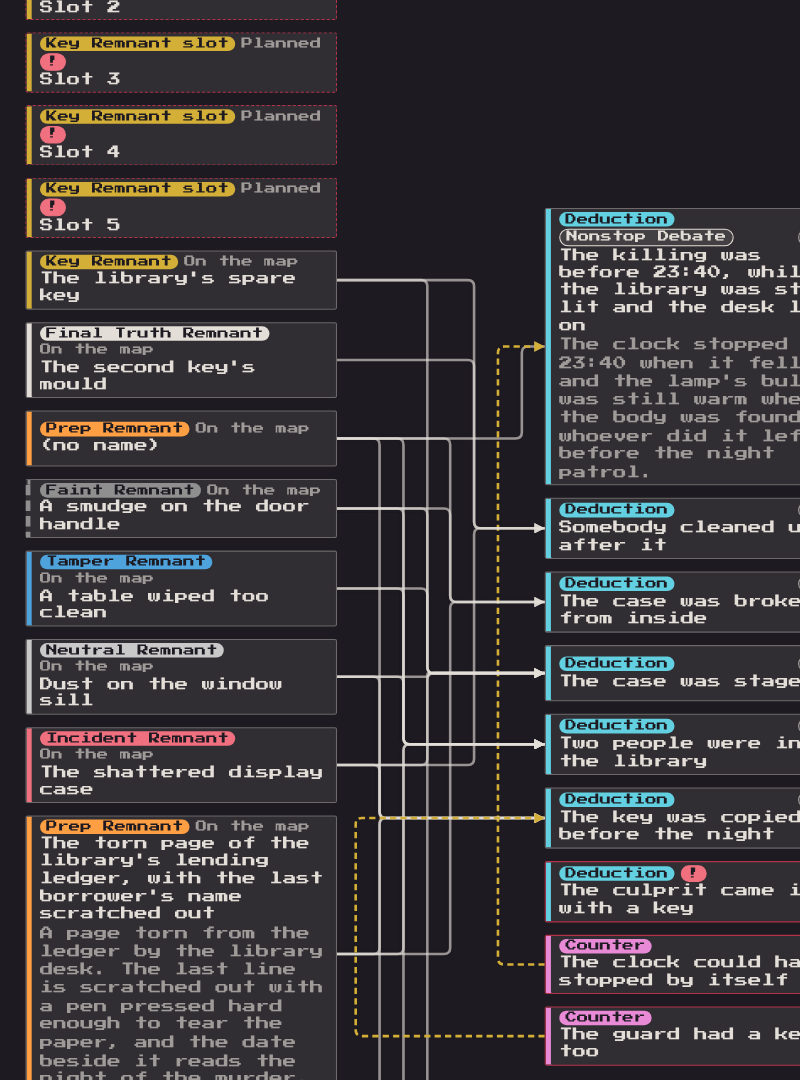 Slot 2
Key Remnant slot Planned
!
Slot 3
Key Remnant slot Planned
!
Slot 4
Key Remnant slot Planned
!
Slot 5
Key Remnant On the map
The library's spare
key
Final Truth Remnant
On the map
The second key's
mould
Prep Remnant On the map
(no name)
Faint Remnant On the map
A smudge on the door
handle
Tamper Remnant
On the map
A table wiped too
clean
Neutral Remnant
On the map
Dust on the window
sill
Incident Remnant
On the map
The shattered display
case
Prep Remnant On the map
The torn page of the
library's lending
ledger, with the last
borrower's name
scratched out
A page torn from the
ledger by the library
desk. The last line
is scratched out with
a pen pressed hard
enough to tear the
paper, and the date
beside it reads the
night of the murder
Deduction
Nonstop Debate
The killing was
before 23:40, whil
the library was st
lit and the desk l
on
The clock stopped
23:40 when it fell
and the lamp's bul
was still warm whe
the body was found
whoever did it lef
before the night
patrol.
Deduction
Somebody cleaned u
after it
Deduction
The case was broke
from inside
Deduction
The case was stage
Deduction
Two people were in
the library
Deduction
The key was copied
before the night
Deduction !
The culprit came i
with a key
Counter
The clock could ha
stopped by itself
Counter
The guard had a ke
too